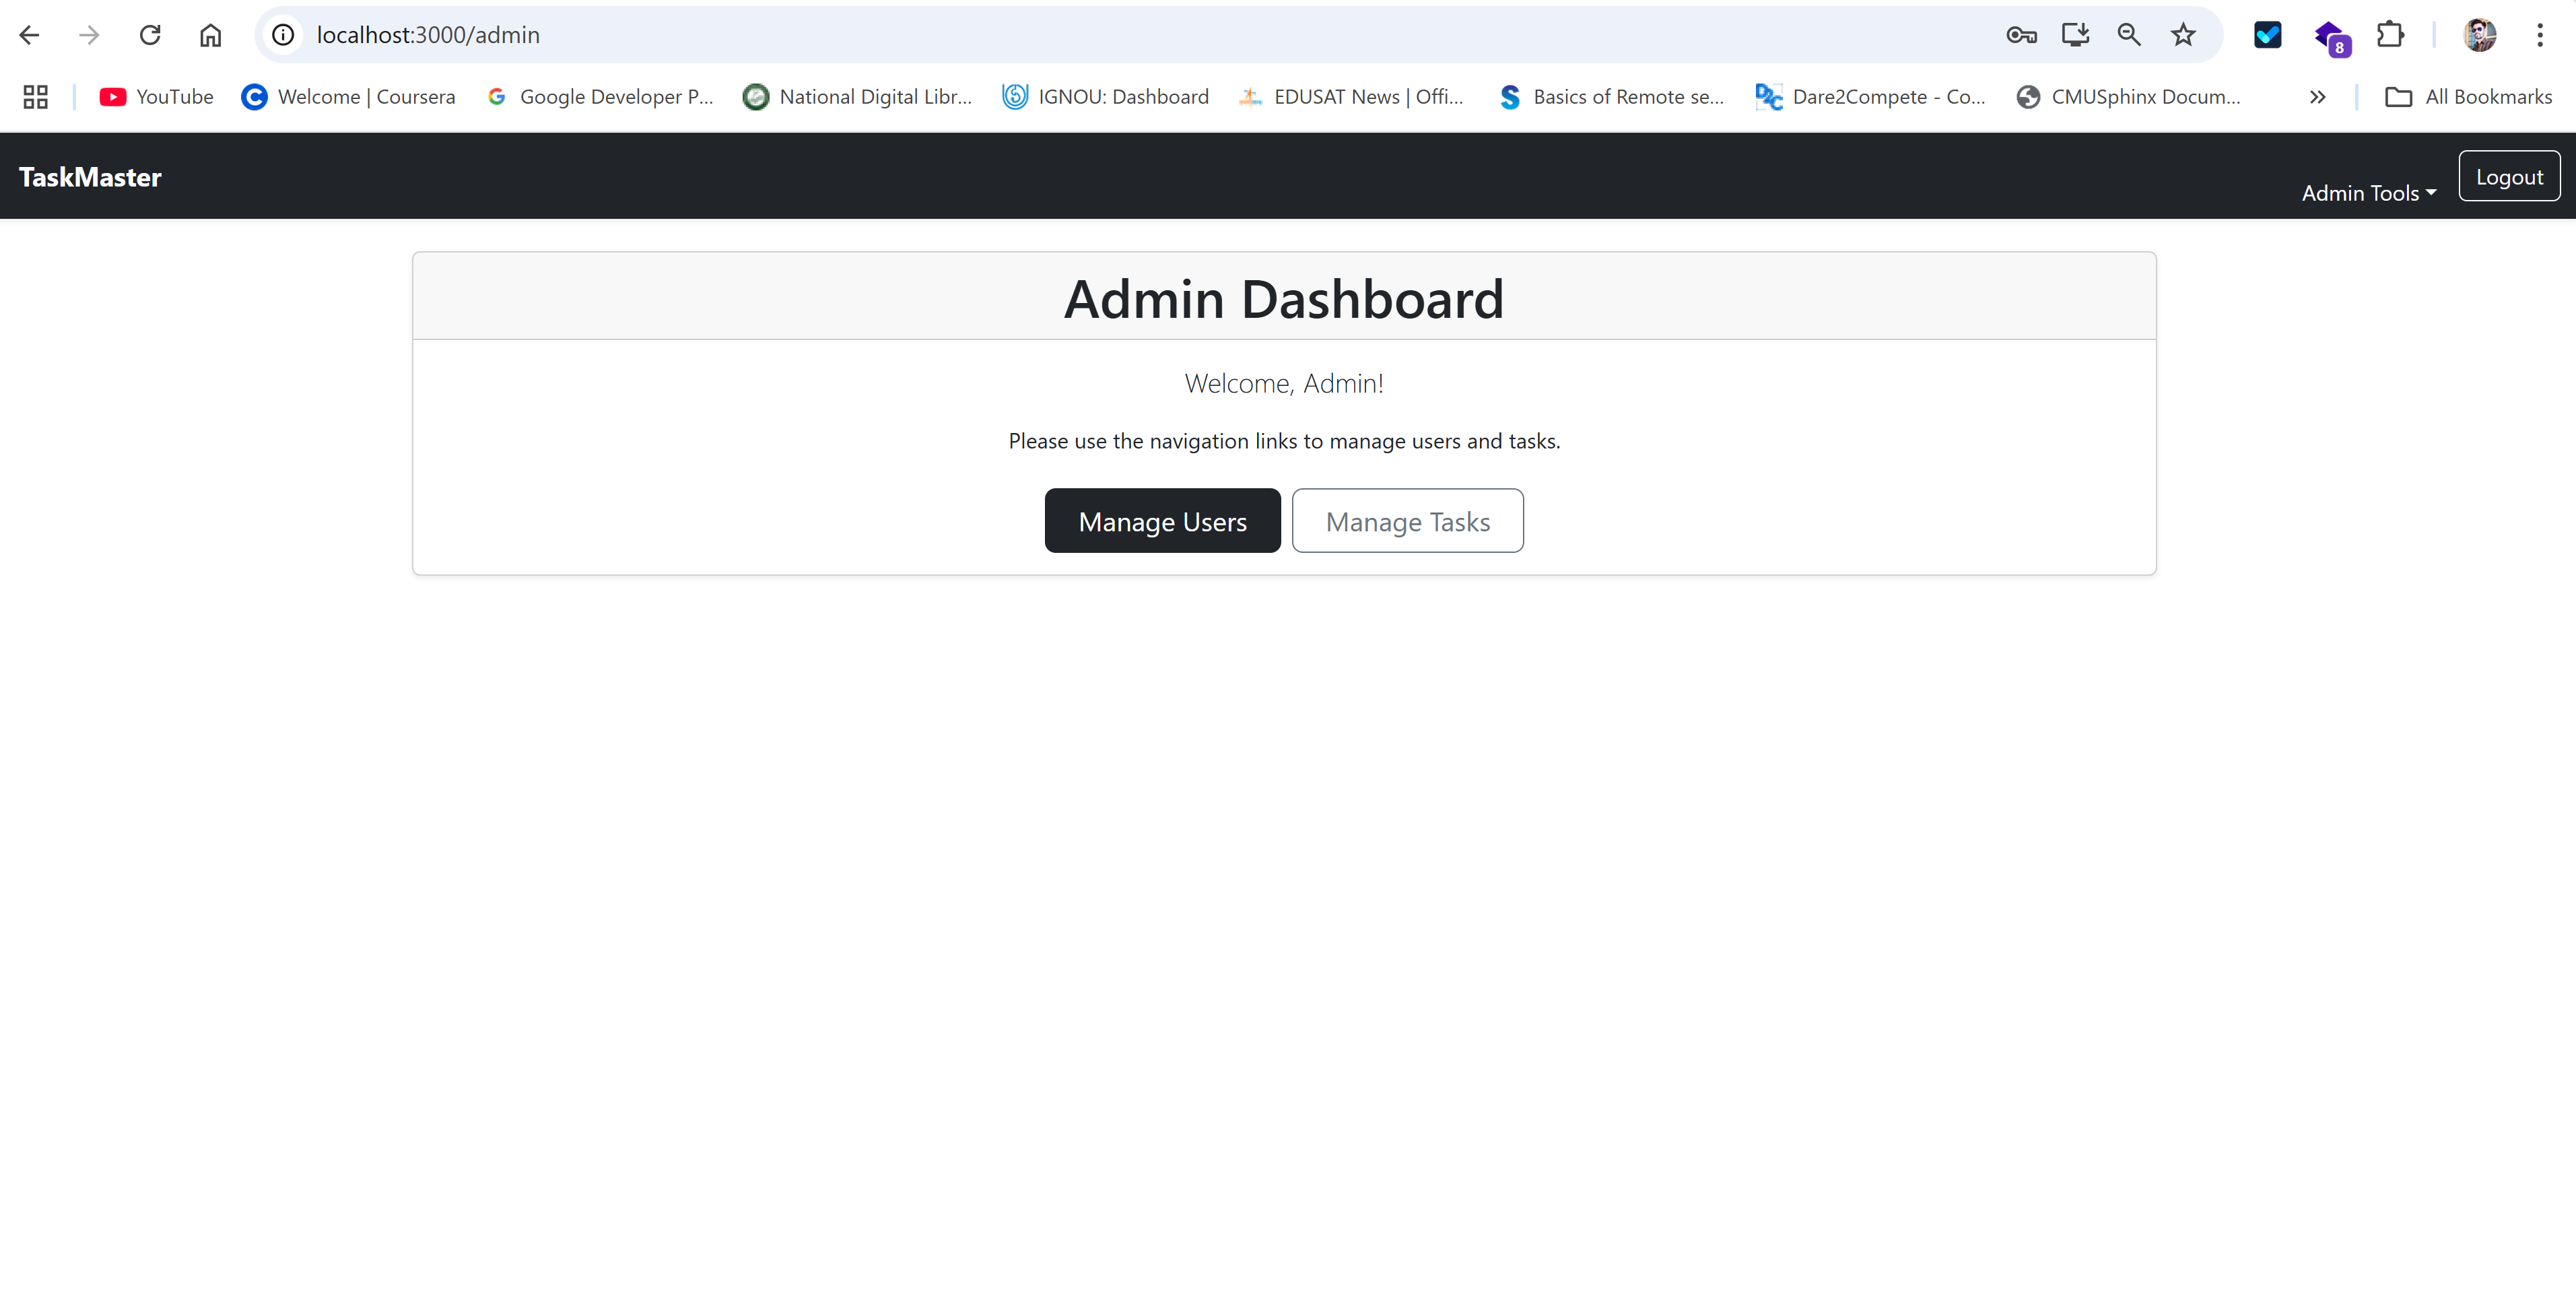 localhost:3000/admin
8
YouTube
Welcome | Coursera
Google Developer P...
National Digital Libr...
IGNOU: Dashboard
EDUSAT News | Offi...
Basics of Remote se...
Dare2Compete - Co...
CMUSphinx Docum...
All Bookmarks
TaskMaster
Admin Tools
Logout
Admin Dashboard
Welcome, Admin!
Please use the navigation links to manage users and tasks.
Manage Users
Manage Tasks